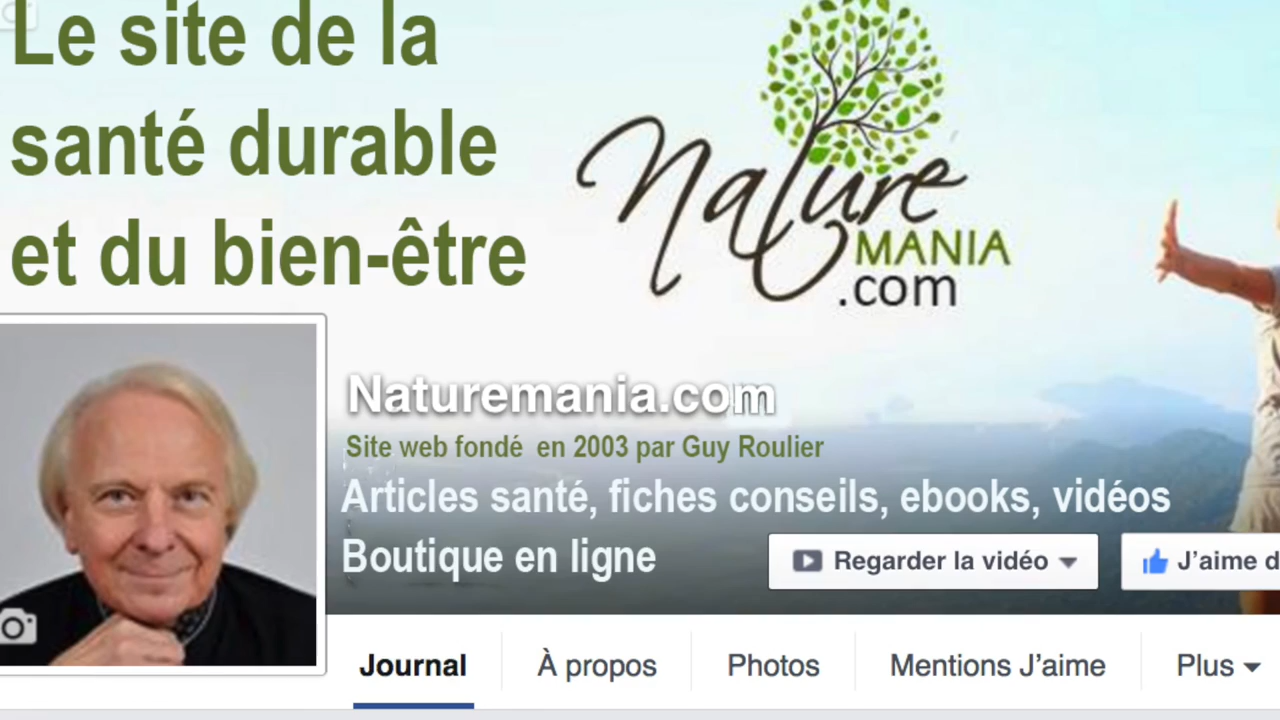 Le site de la
santé durable
et du bien-être
Nature
MANIA
.com
Naturemania.com
Site web fondé en 2003 par Guy Roulier
Articles santé, fiches conseils, ebooks, vidéos
Boutique en ligne
Regarder la vidéo
J'aime d
Journal
À propos
Photos
Mentions J'aime
Plus